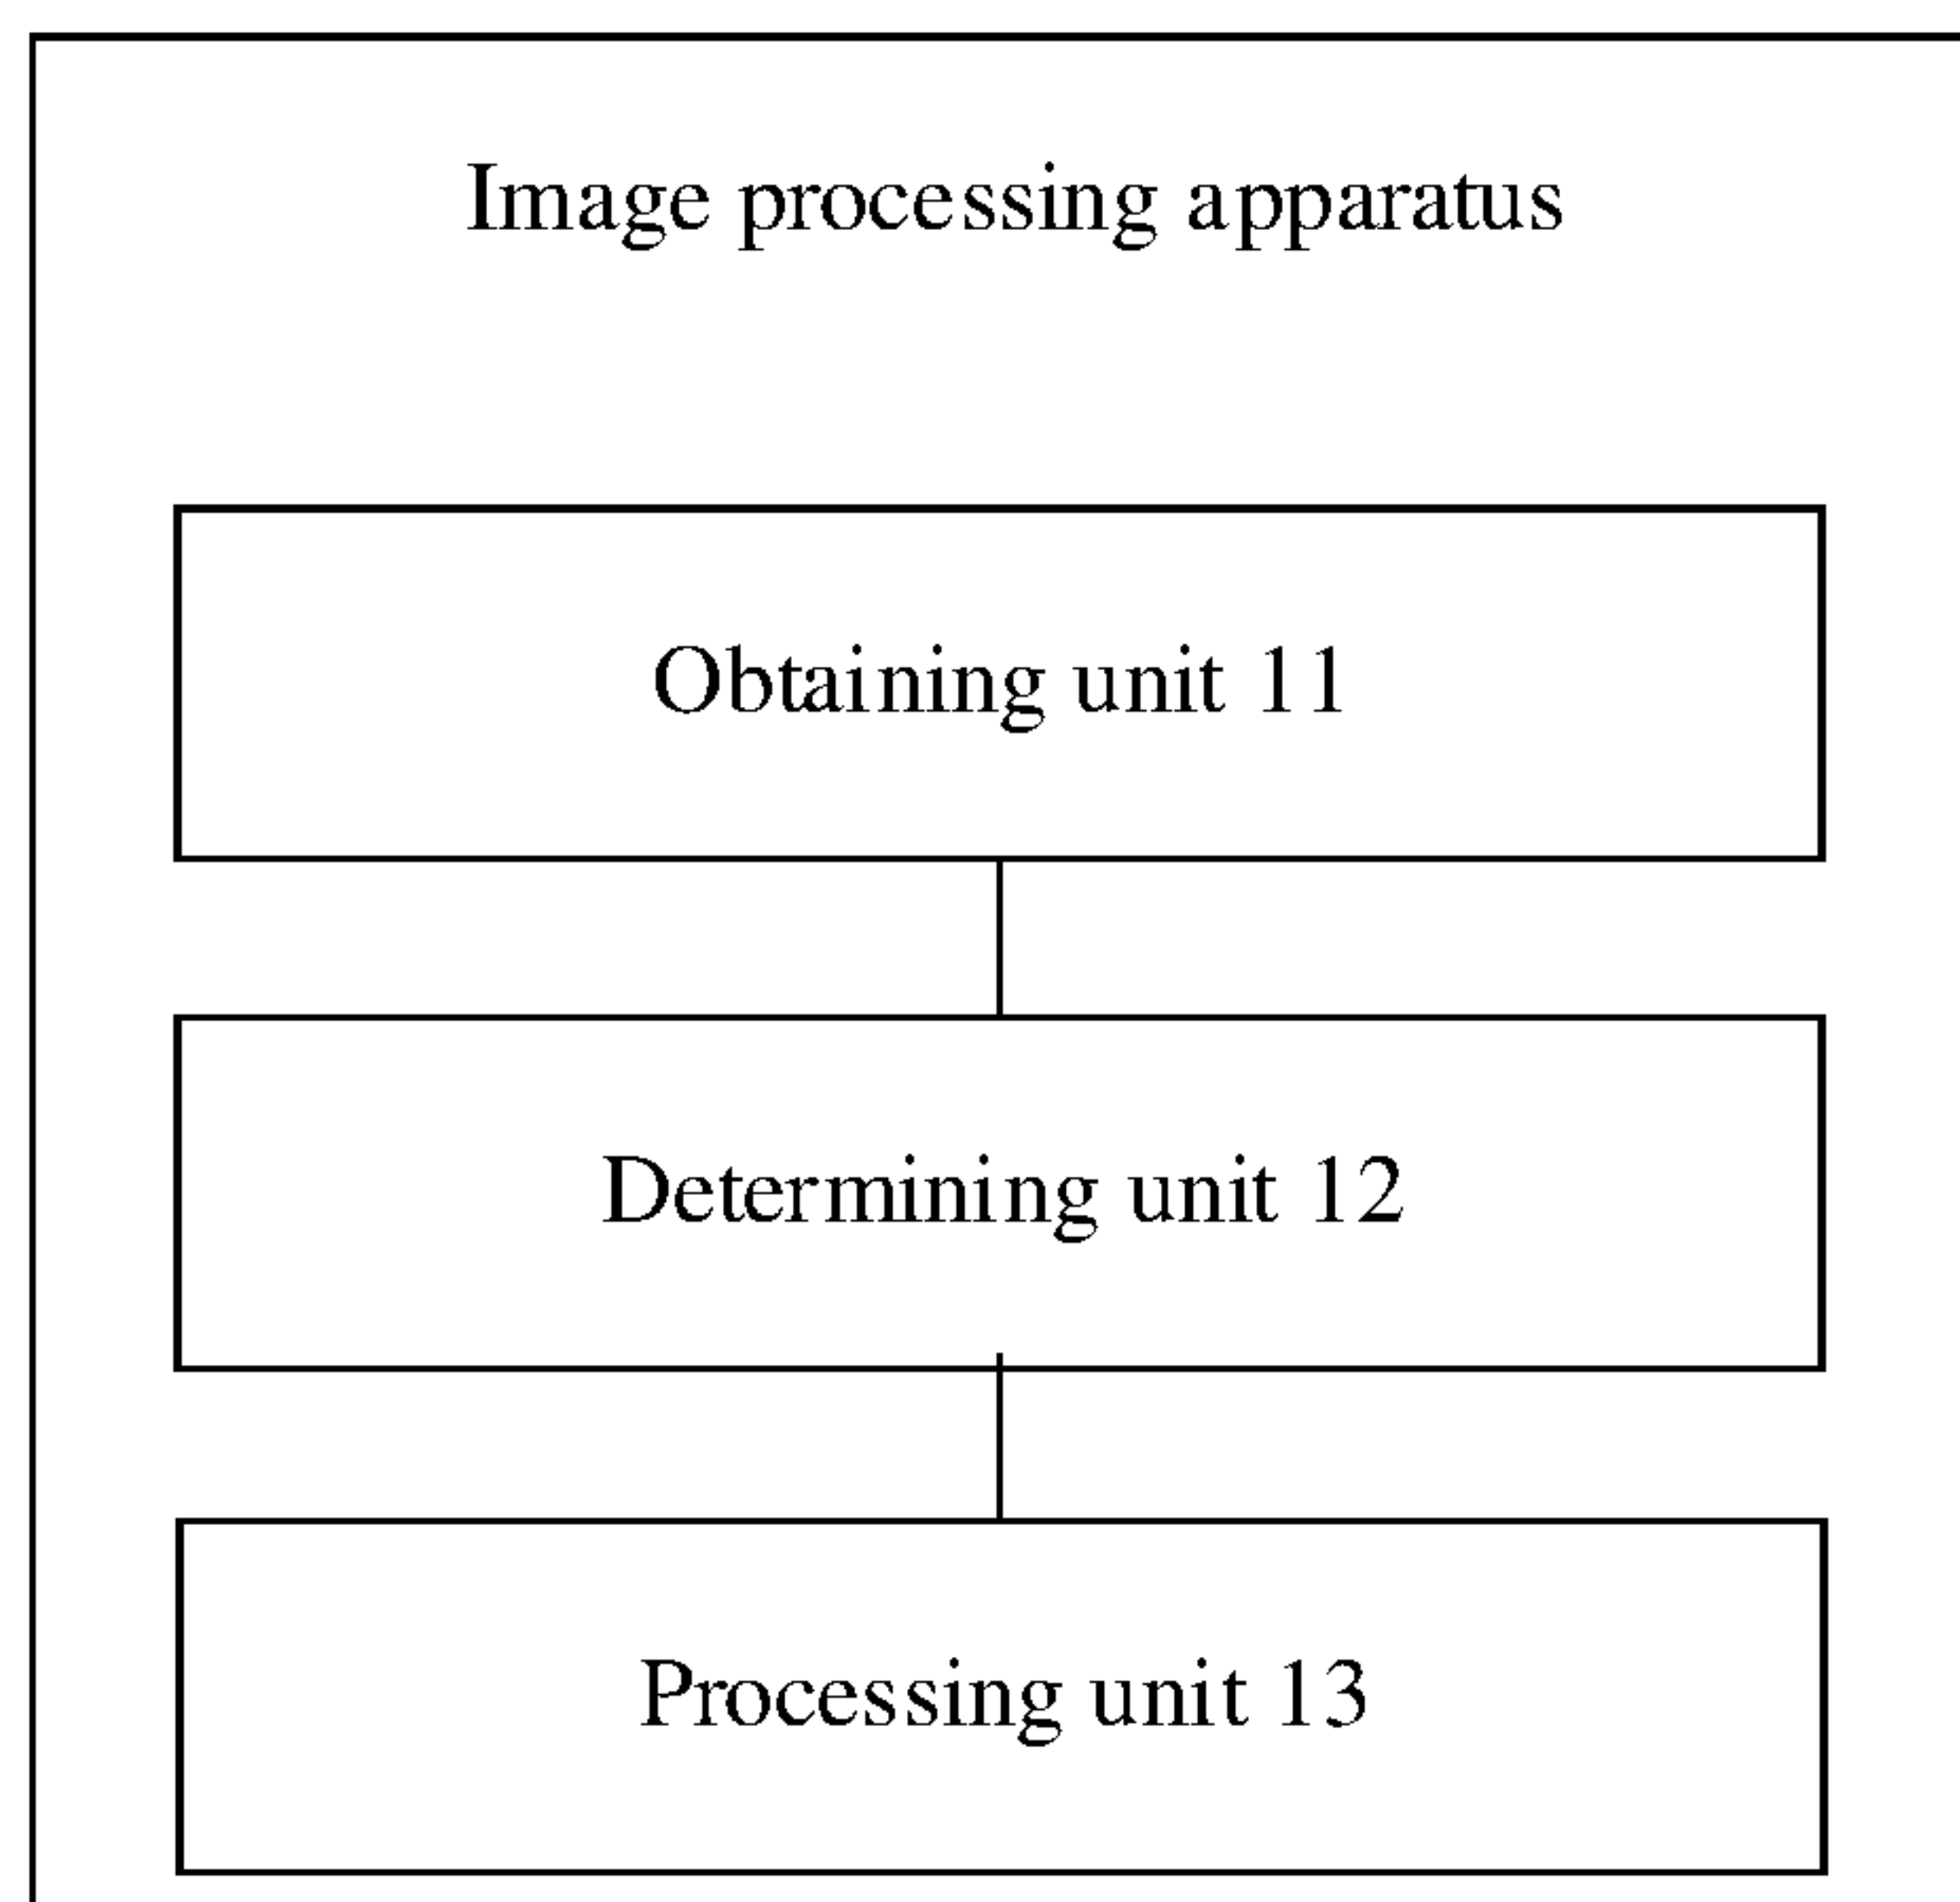 Image processing apparatus
Obtaining unit 11
Determining unit 12
Processing unit 13